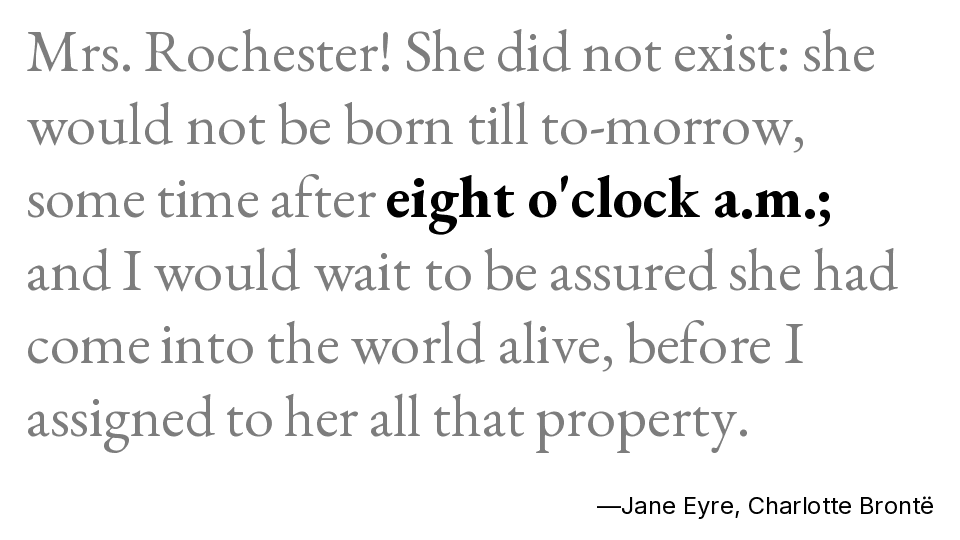 Mrs. Rochester! She did not exist: she
would not be born till to-morrow,
some time after eight o'clock a.m.;
and I would wait to be assured she had
come into the world alive, before I
assigned to her all that property.
—Jane Eyre, Charlotte Brontë